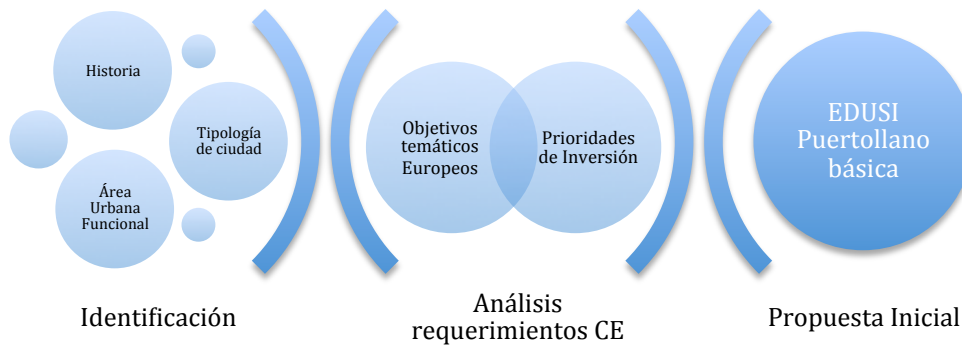 Historia
Tipología
de ciudad
Área
Urbana
Funcional
Identificación
Objetivos
temáticos
Europeos
Prioridades
de Inversión
Análisis
requerimientos CE
EDUSI
Puertollano
básica
Propuesta Inicial